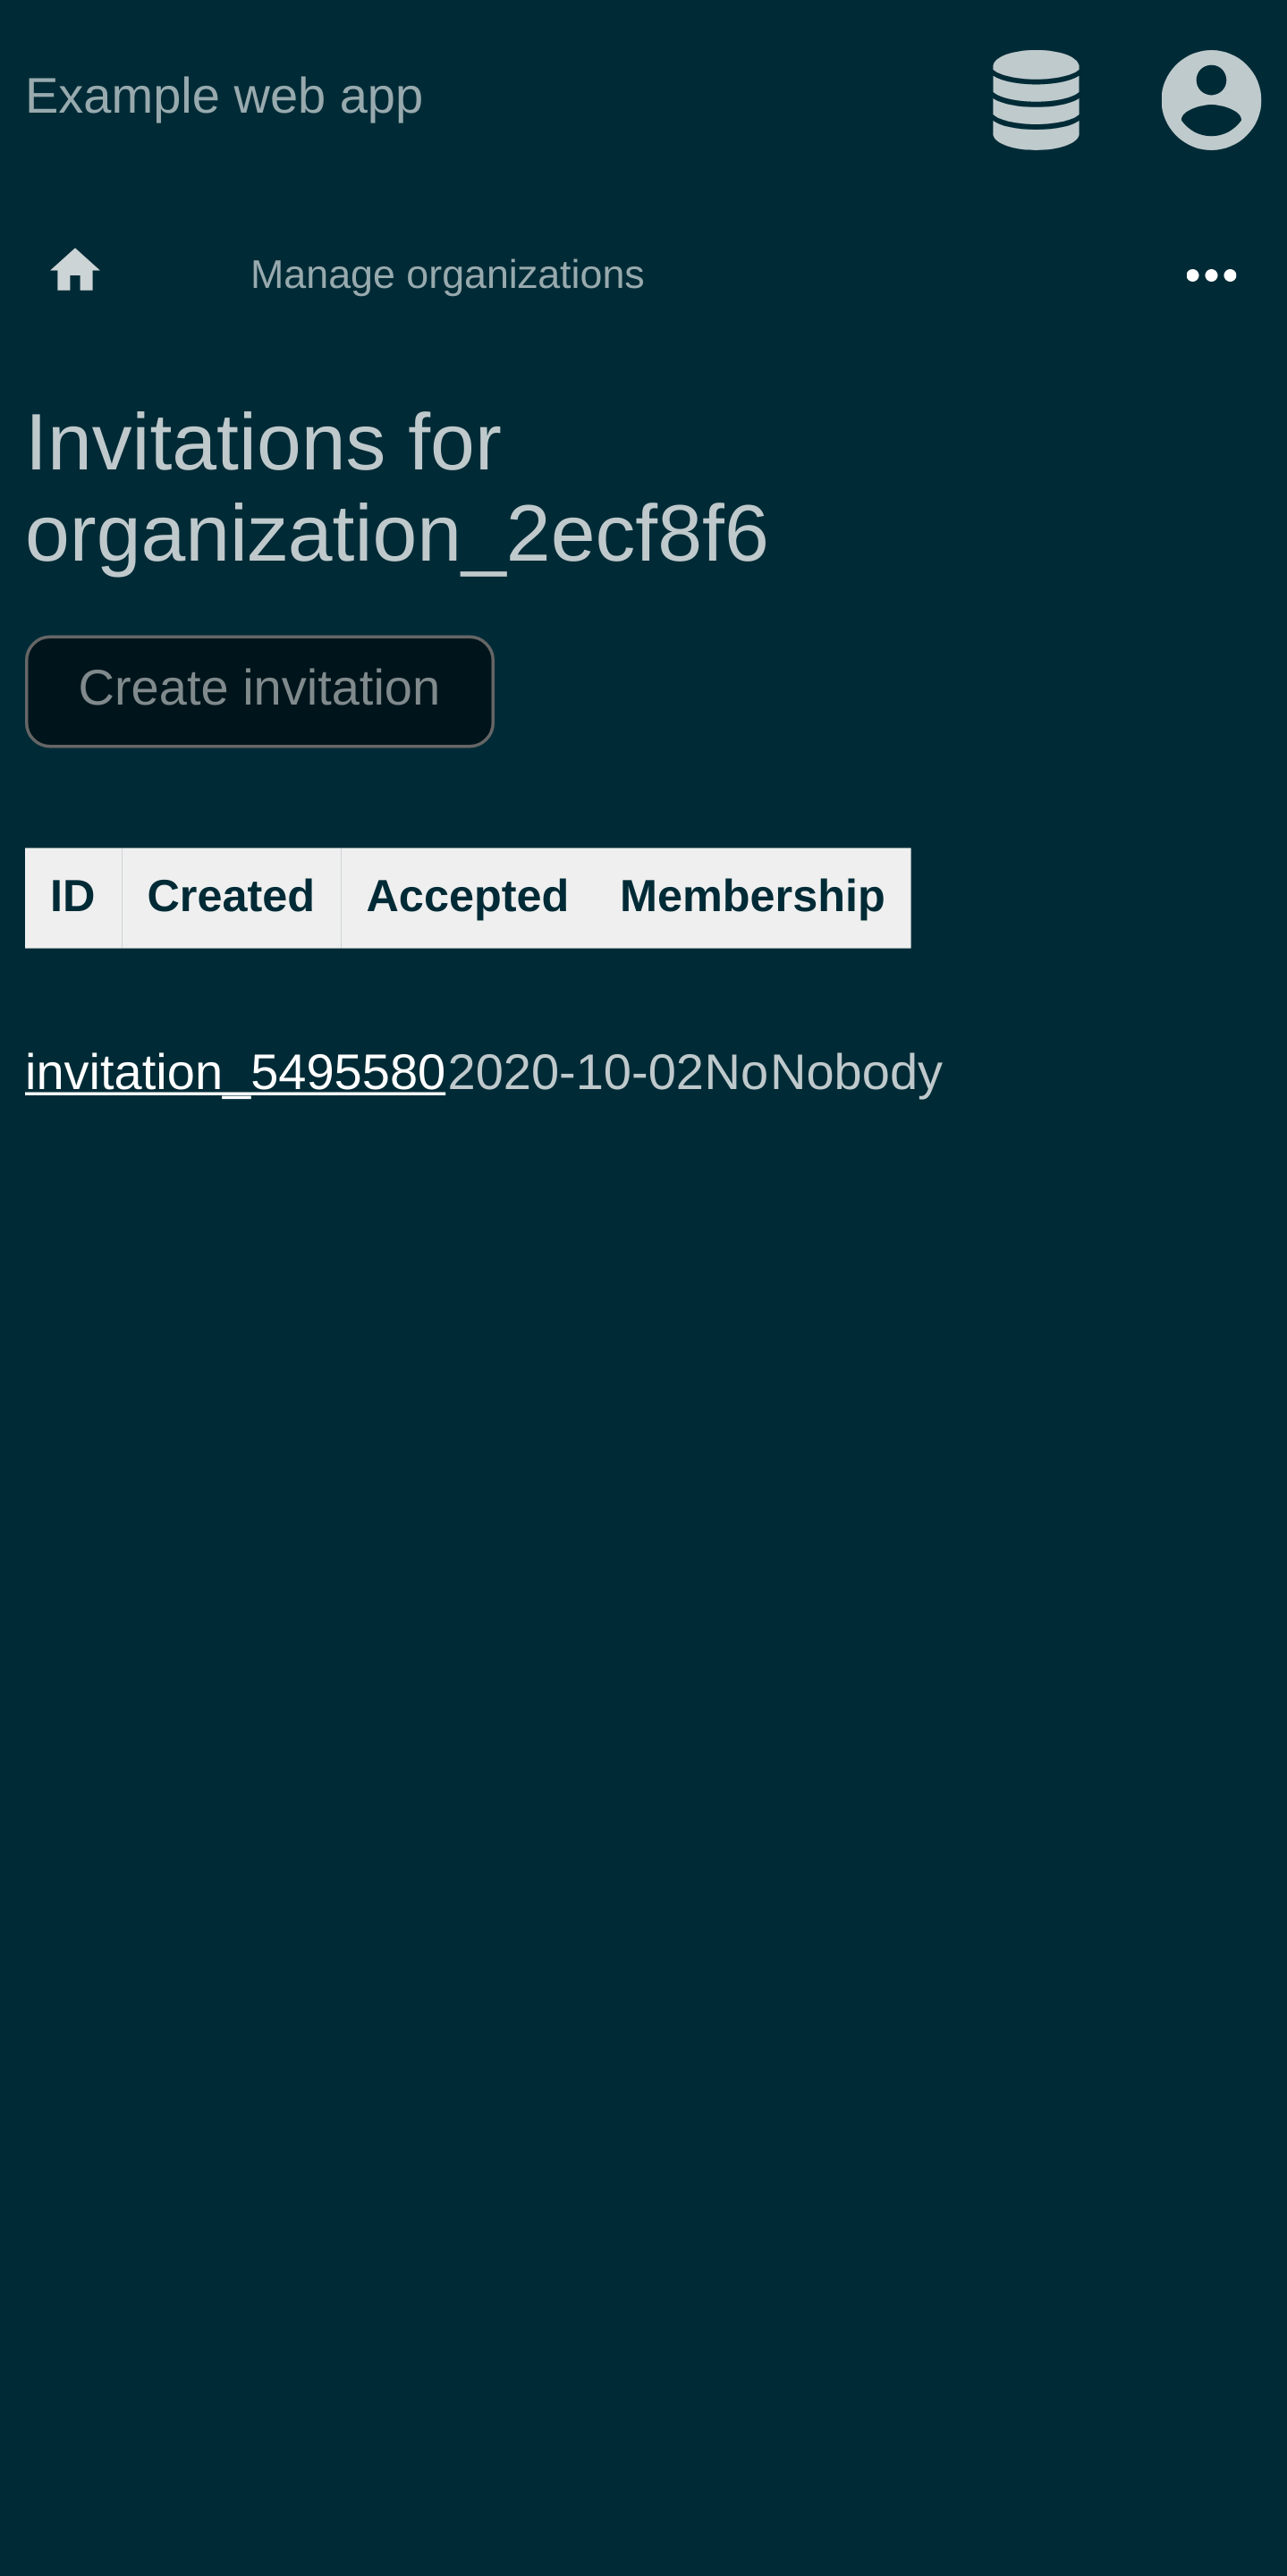 Example web app
Manage organizations
Invitations for
organization_2ecf8f6
Create invitation
ID Created Accepted Membership
invitation_54955802020-10-02NoNobody